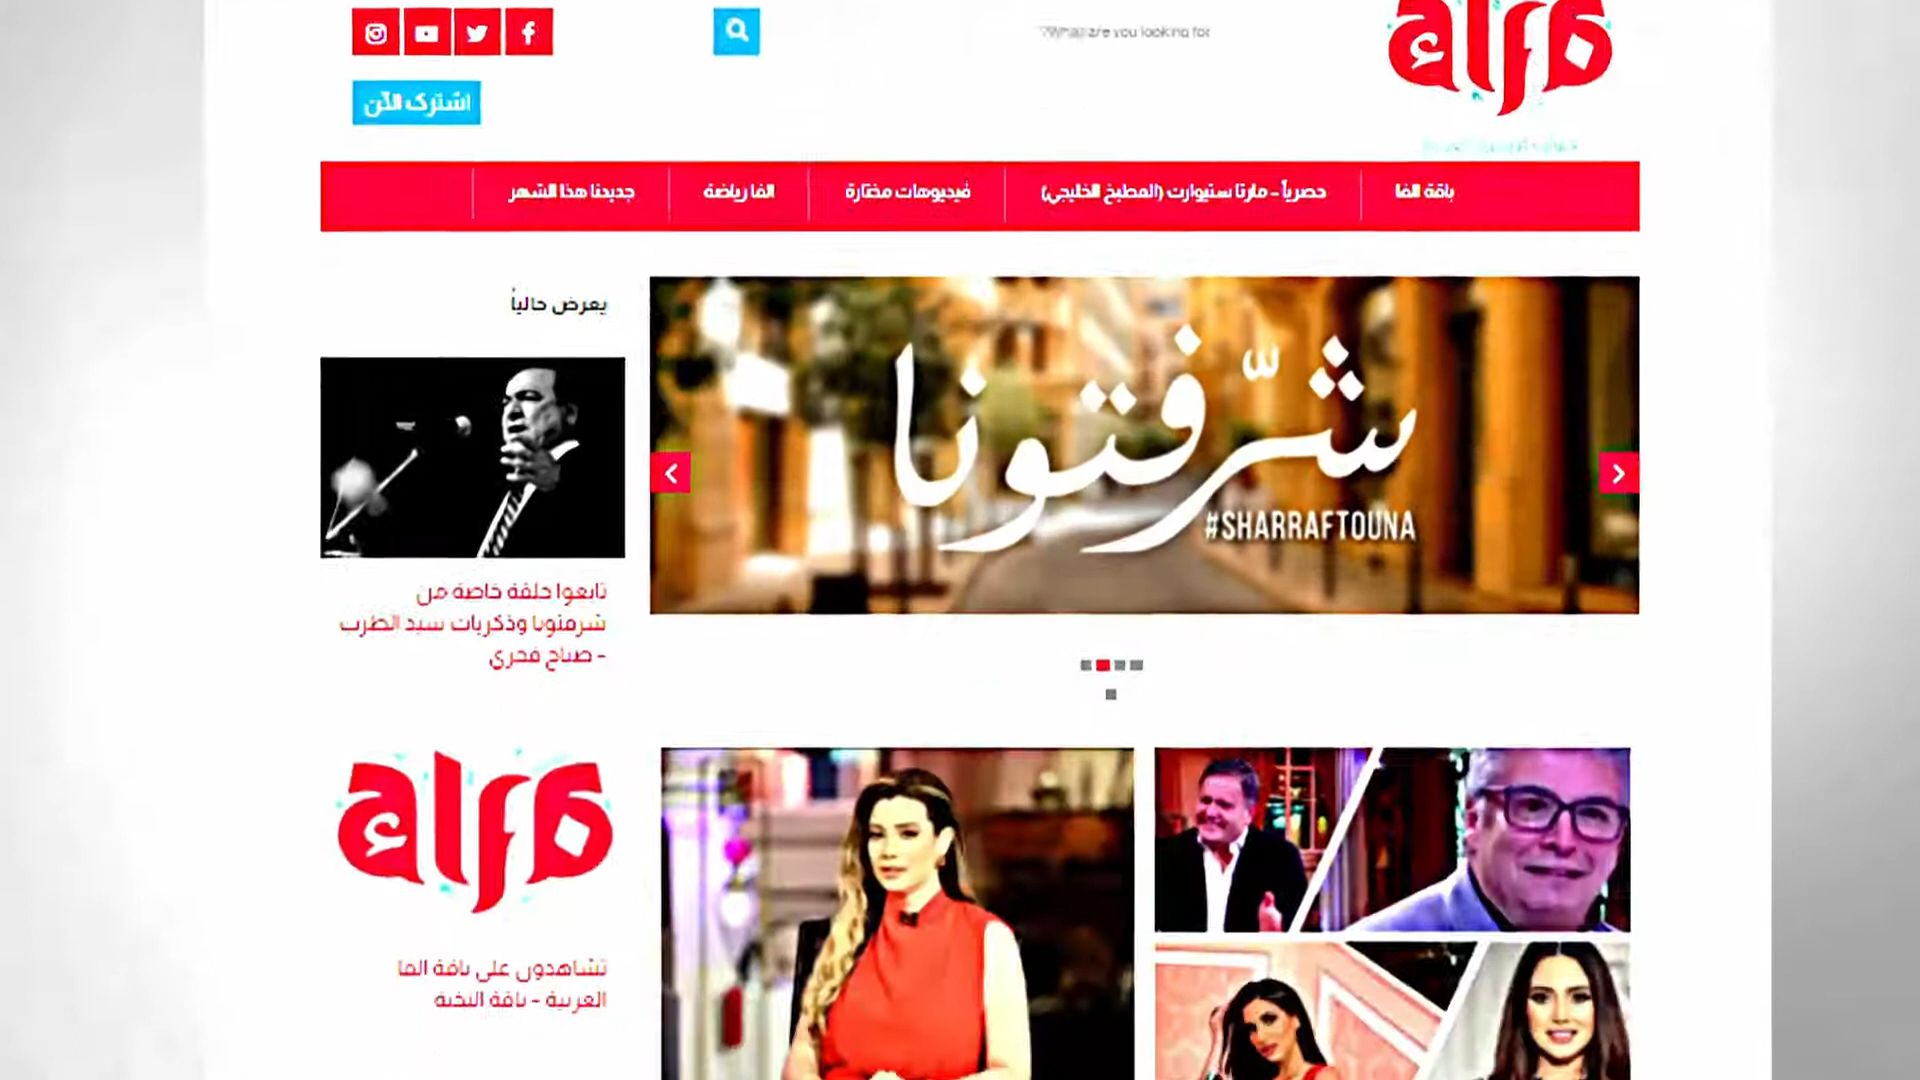 alfa
are you looking for
اشترك الآن
باقة الفا
حصرياً - مارتا ستيوارت (المطبخ الخليجي)
فيديوهات مختارة
الفا رياضة
جديدنا هذا الشهر
شرّفتونا
#SHARRAFTOUNA
يعرض حالياً
تابعوا حلقة خاصة من
شرفتونا وذكريات سيد الطرب
- صباح فخري
alfa
تشاهدون على باقة الفا
العربية - باقة النخبة